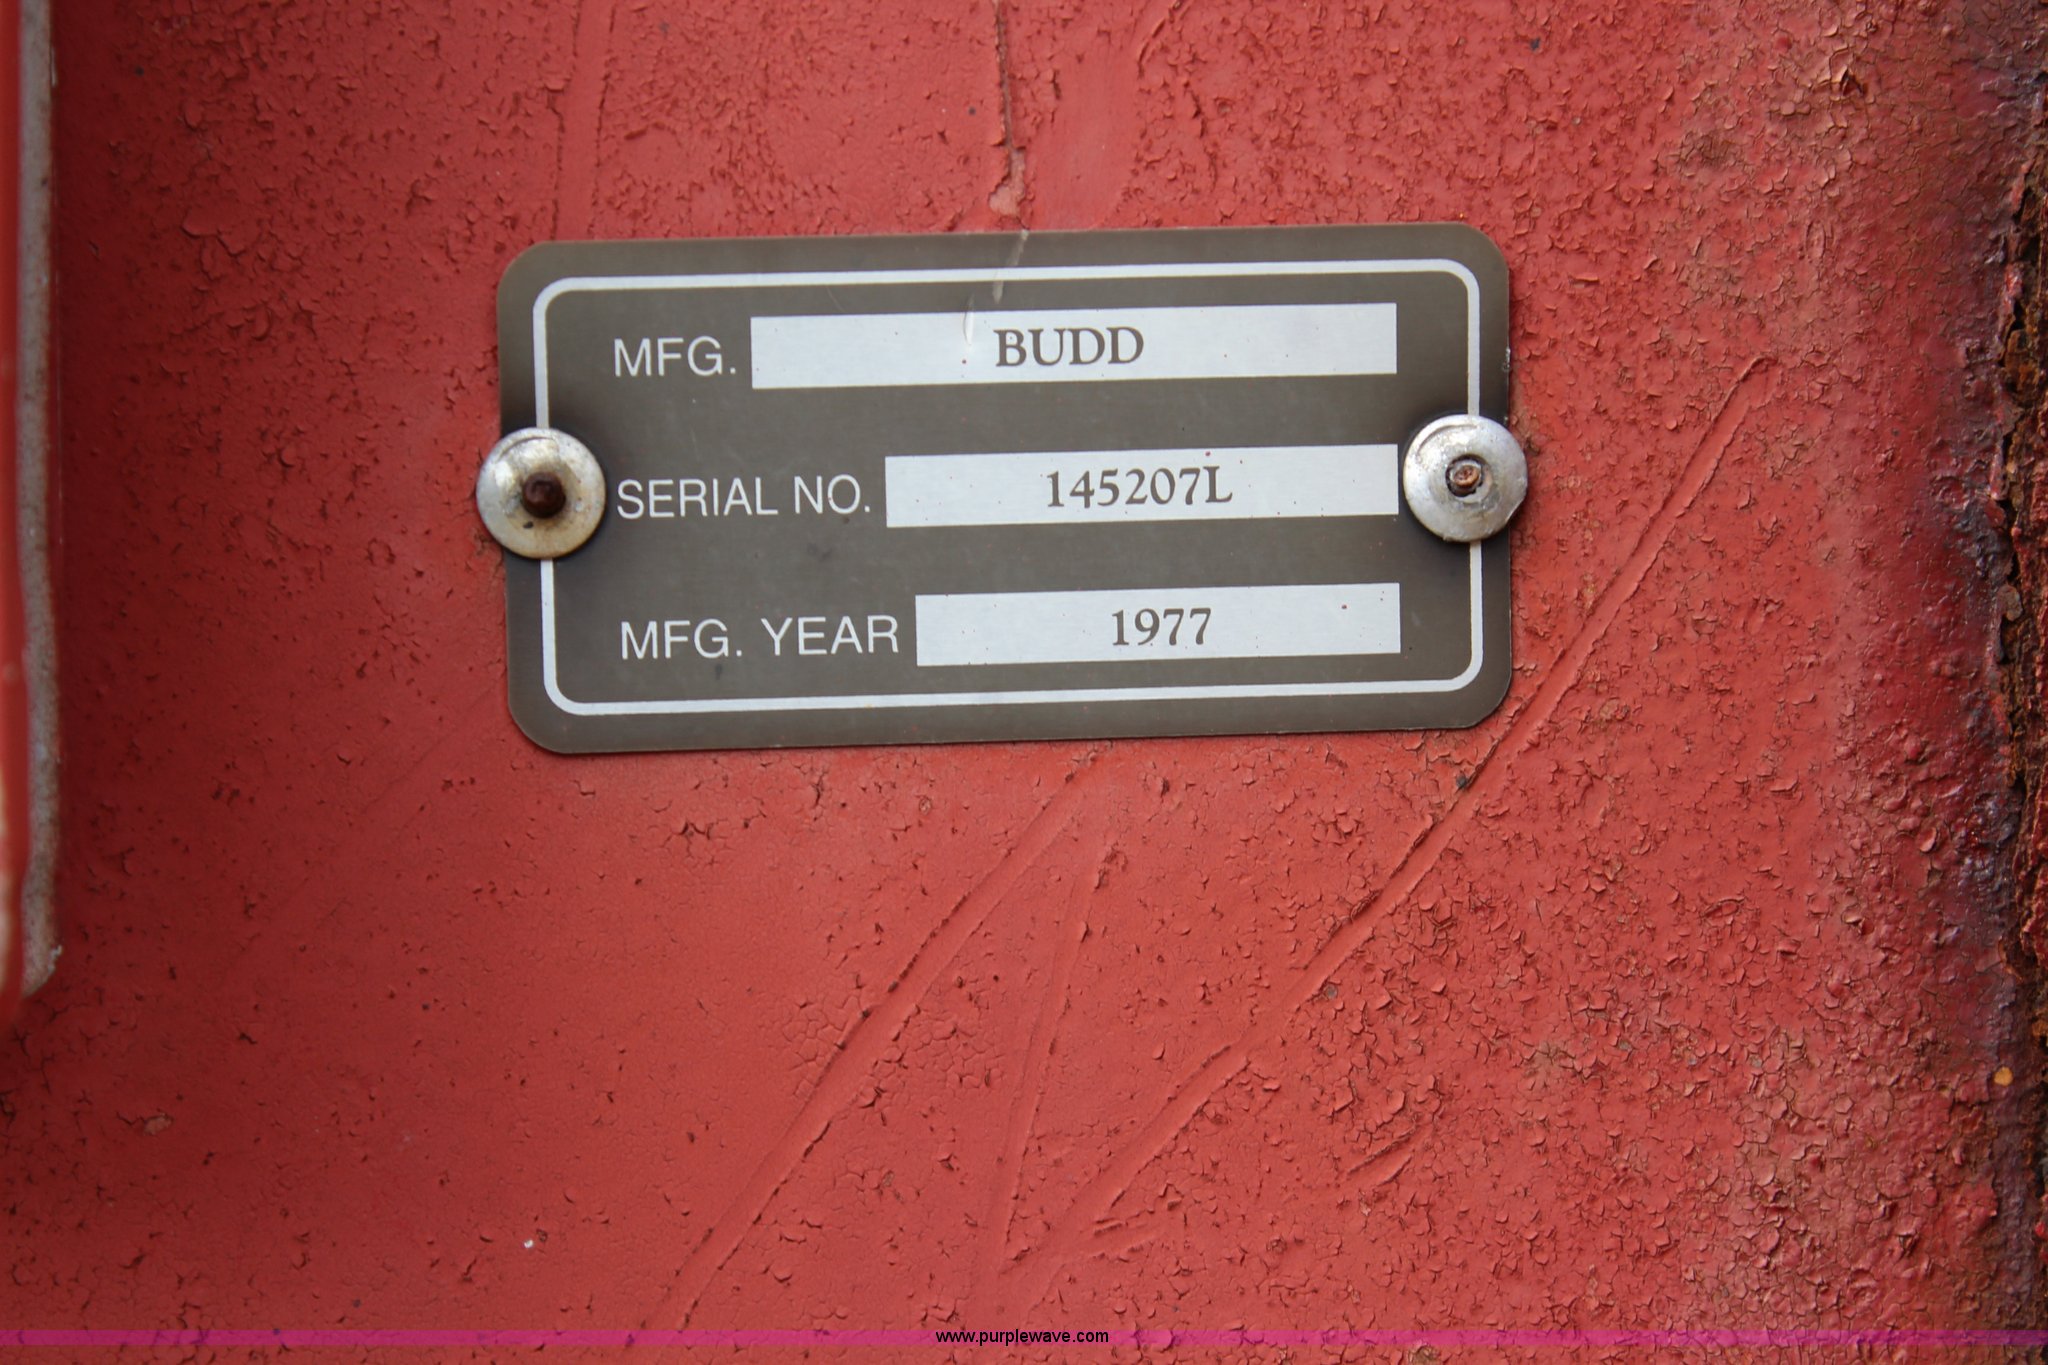 MFG. BUDD
SERIAL NO. 145207L
MFG. YEAR 1977
www.purplewave.com